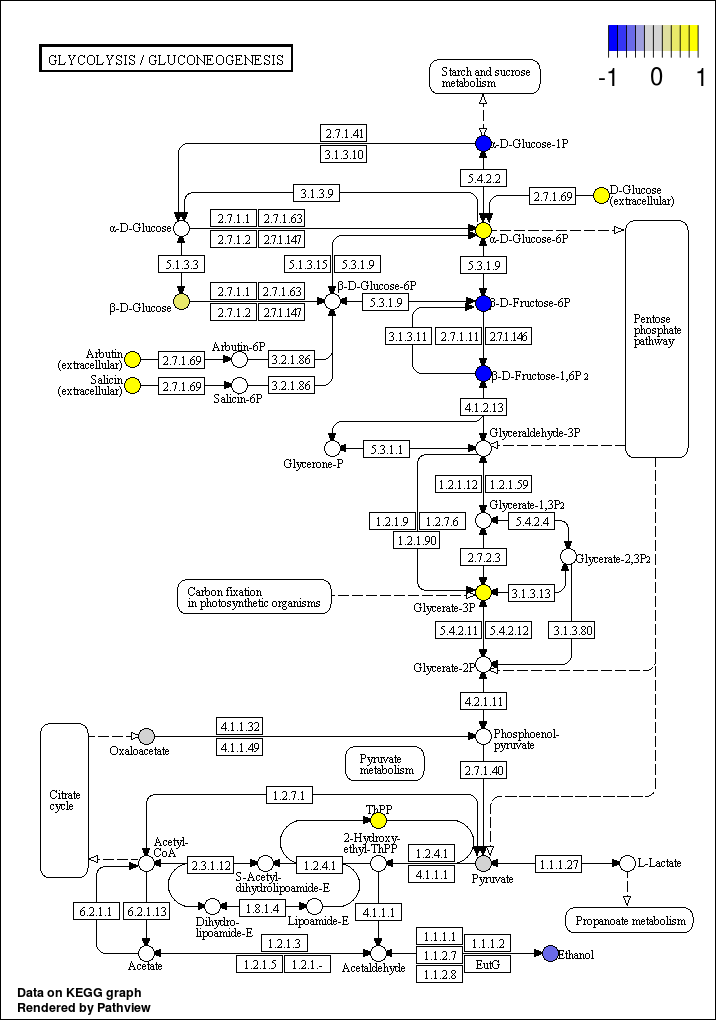 GLYCOLYSIS / GLUCONEOGENESIS
-1 0 1
Starch and sucrose
metabolism
2.7.1.41
3.1.3.10
α-D-Glucose-1P
5.4.2.2
3.1.3.9
2.7.1.69
D-Glucose
(extracellular)
α-D-Glucose
2.7.1.1
2.7.1.63
2.7.1.2
2.7.1.147
α-D-Glucose-6P
5.1.3.3
5.1.3.15
5.3.1.9
5.3.1.9
β-D-Glucose
2.7.1.1
2.7.1.63
2.7.1.2
2.7.1.147
β-D-Glucose-6P
5.3.1.9
β-D-Fructose-6P
Pentose
phosphate
pathway
3.1.3.11
2.7.1.11
2.7.1.146
Arbutin
(extracellular)
2.7.1.69
Arbutin-6P
3.2.1.86
Salicin
(extracellular)
2.7.1.69
Salicin-6P
3.2.1.86
β-D-Fructose-1,6P2
4.1.2.13
Glyceraldehyde-3P
Glycerone-P
5.3.1.1
1.2.1.12
1.2.1.59
Glycerate-1,3P2
1.2.1.9
1.2.7.6
1.2.1.90
5.4.2.4
2.7.2.3
Glycerate-2,3P2
Carbon fixation
in photosynthetic organisms
Glycerate-3P
3.1.3.13
5.4.2.11
5.4.2.12
3.1.3.80
Glycerate-2P
4.2.1.11
Oxaloacetate
4.1.1.32
4.1.1.49
Phosphoenol-
pyruvate
Pyruvate
metabolism
2.7.1.40
Citrate
cycle
1.2.7.1
ThPP
Acetyl-
CoA
2.3.1.12
S-Acetyl-
dihydrolipoamide-E
1.2.4.1
2-Hydroxy-
ethyl-ThPP
1.2.4.1
4.1.1.1
Pyruvate
1.1.1.27
L-Lactate
6.2.1.1
6.2.1.13
Dihydro-
lipoamide-E
1.8.1.4
Lipoamide-E
4.1.1.1
Propanoate metabolism
Acetate
1.2.1.3
1.2.1.5
1.2.1.-
Acetaldehyde
1.1.1.1
1.1.1.2
1.1.2.7
EutG
1.1.2.8
Ethanol
Data on KEGG graph
Rendered by Pathview